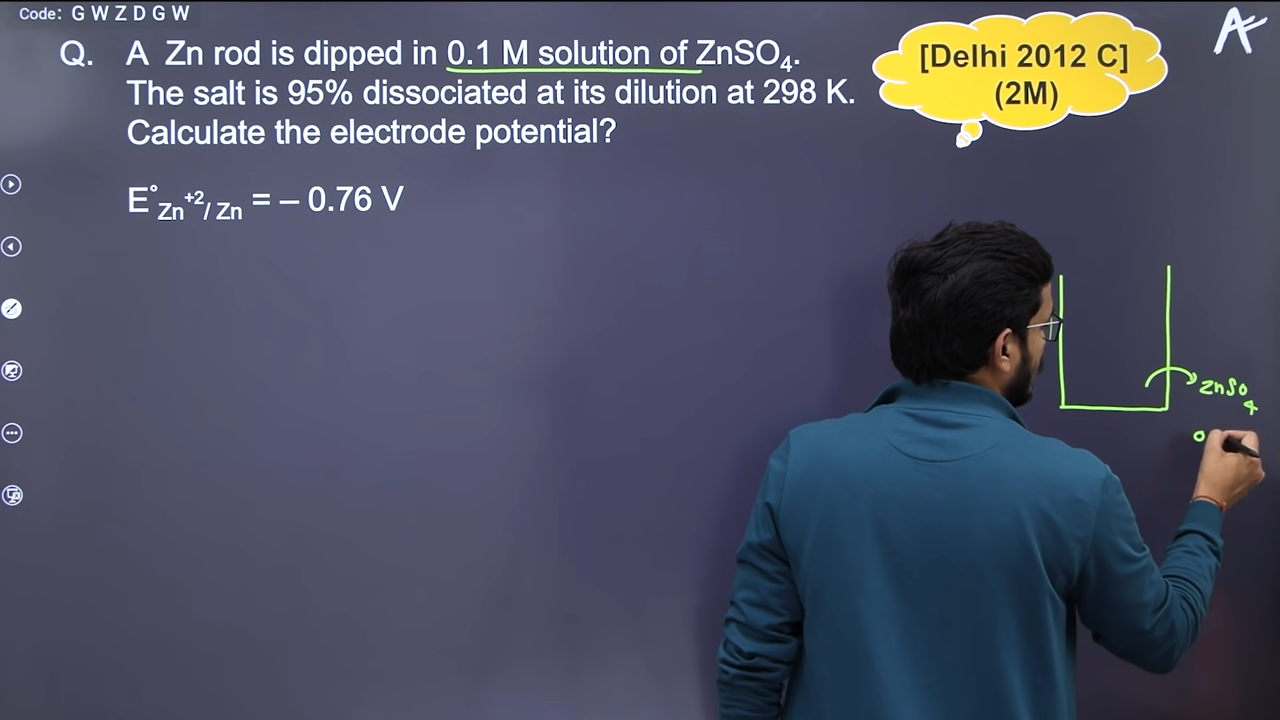 Code: G W Z D G W
Q. A Zn rod is dipped in 0.1 M solution of ZnSO₄.
The salt is 95% dissociated at its dilution at 298 K.
Calculate the electrode potential?
E°Zn⁺²/Zn = – 0.76 V
[Delhi 2012 C]
(2M)
A
ZnSO₄
0